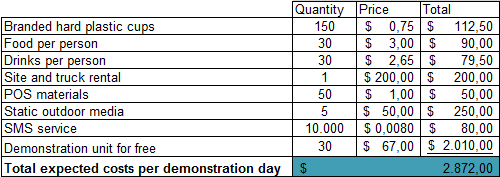 Quantity Price Total
Branded hard plastic cups 150 $ 0,75 $ 112,50
Food per person 30 $ 3,00 $ 90,00
Drinks per person 30 $ 2,65 $ 79,50
Site and truck rental 1 $ 200,00 $ 200,00
POS materials 50 $ 1,00 $ 50,00
Static outdoor media 5 $ 50,00 $ 250,00
SMS service 10.000 $ 0,0080 $ 80,00
Demonstration unit for free 30 $ 67,00 $ 2.010,00
Total expected costs per demonstration day $ 2.872,00